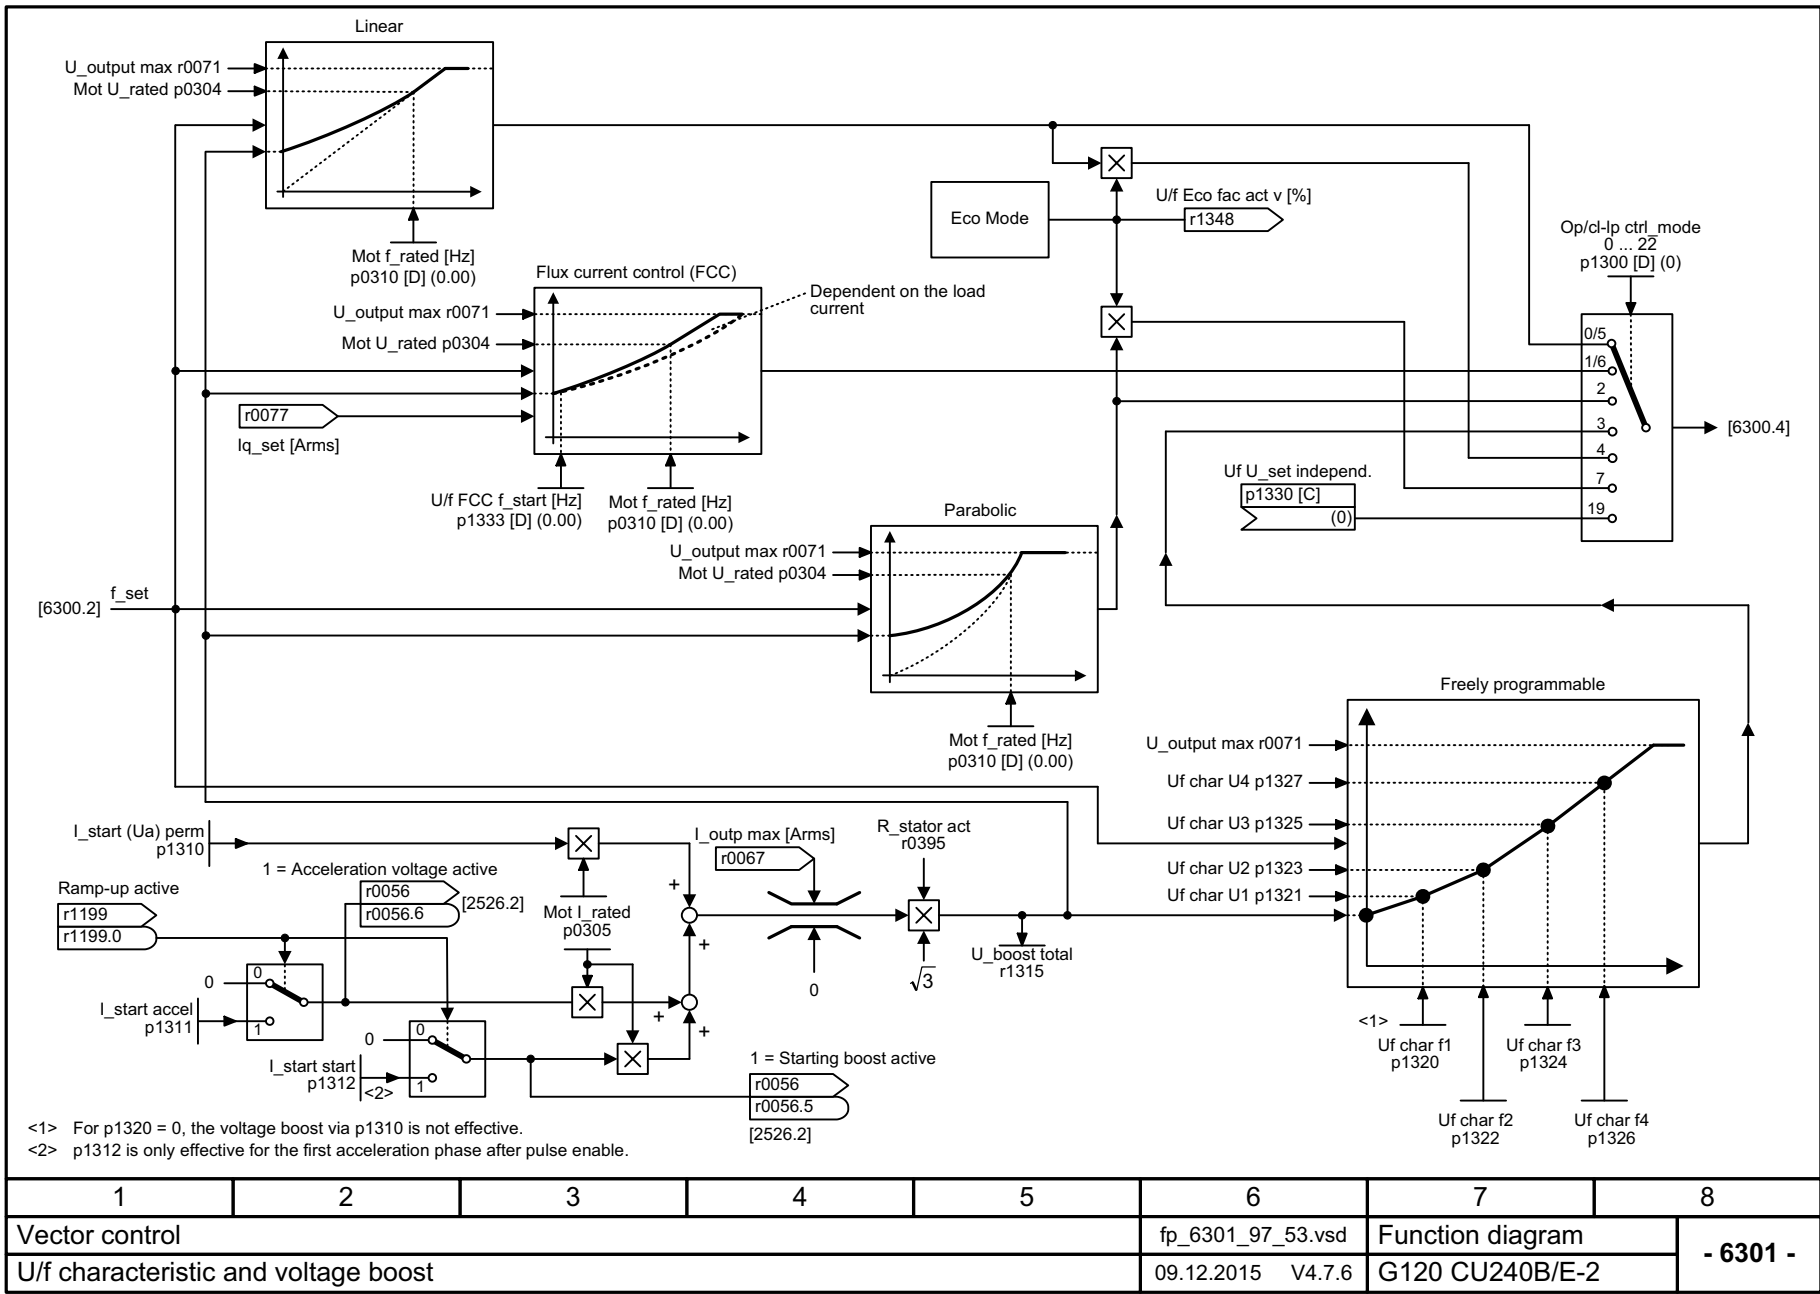 Linear
U_output max r0071
Mot U_rated p0304
Mot f_rated [Hz]
p0310 [D] (0.00)
Eco Mode
U/f Eco fac act v [%]
r1348
Op/cl-lp ctrl_mode
0 ... 22
p1300 [D] (0)
Flux current control (FCC)
U_output max r0071
Mot U_rated p0304
Dependent on the load
current
r0077
Iq_set [Arms]
U/f FCC f_start [Hz]
p1333 [D] (0.00)
Mot f_rated [Hz]
p0310 [D] (0.00)
0/5
1/6
2
3
4
7
19
[6300.4]
Uf U_set independ.
p1330 [C]
(0)
Parabolic
U_output max r0071
Mot U_rated p0304
Mot f_rated [Hz]
p0310 [D] (0.00)
[6300.2]
f_set
Freely programmable
U_output max r0071
Uf char U4 p1327
Uf char U3 p1325
Uf char U2 p1323
Uf char U1 p1321
<1>
Uf char f1
p1320
Uf char f3
p1324
Uf char f2
p1322
Uf char f4
p1326
I_start (Ua) perm
p1310
1 = Acceleration voltage active
r0056
r0056.6
[2526.2]
Ramp-up active
r1199
r1199.0
Mot I_rated
p0305
I_outp max [Arms]
r0067
0
R_stator act
r0395
√3
U_boost total
r1315
+
+
+
+
0
0
1
I_start accel
p1311
0
0
1
I_start start
p1312
<2>
1 = Starting boost active
r0056
r0056.5
[2526.2]
<1> For p1320 = 0, the voltage boost via p1310 is not effective.
<2> p1312 is only effective for the first acceleration phase after pulse enable.
1 2 3 4 5 6 7 8
Vector control
fp_6301_97_53.vsd
Function diagram
- 6301 -
U/f characteristic and voltage boost
09.12.2015 V4.7.6
G120 CU240B/E-2